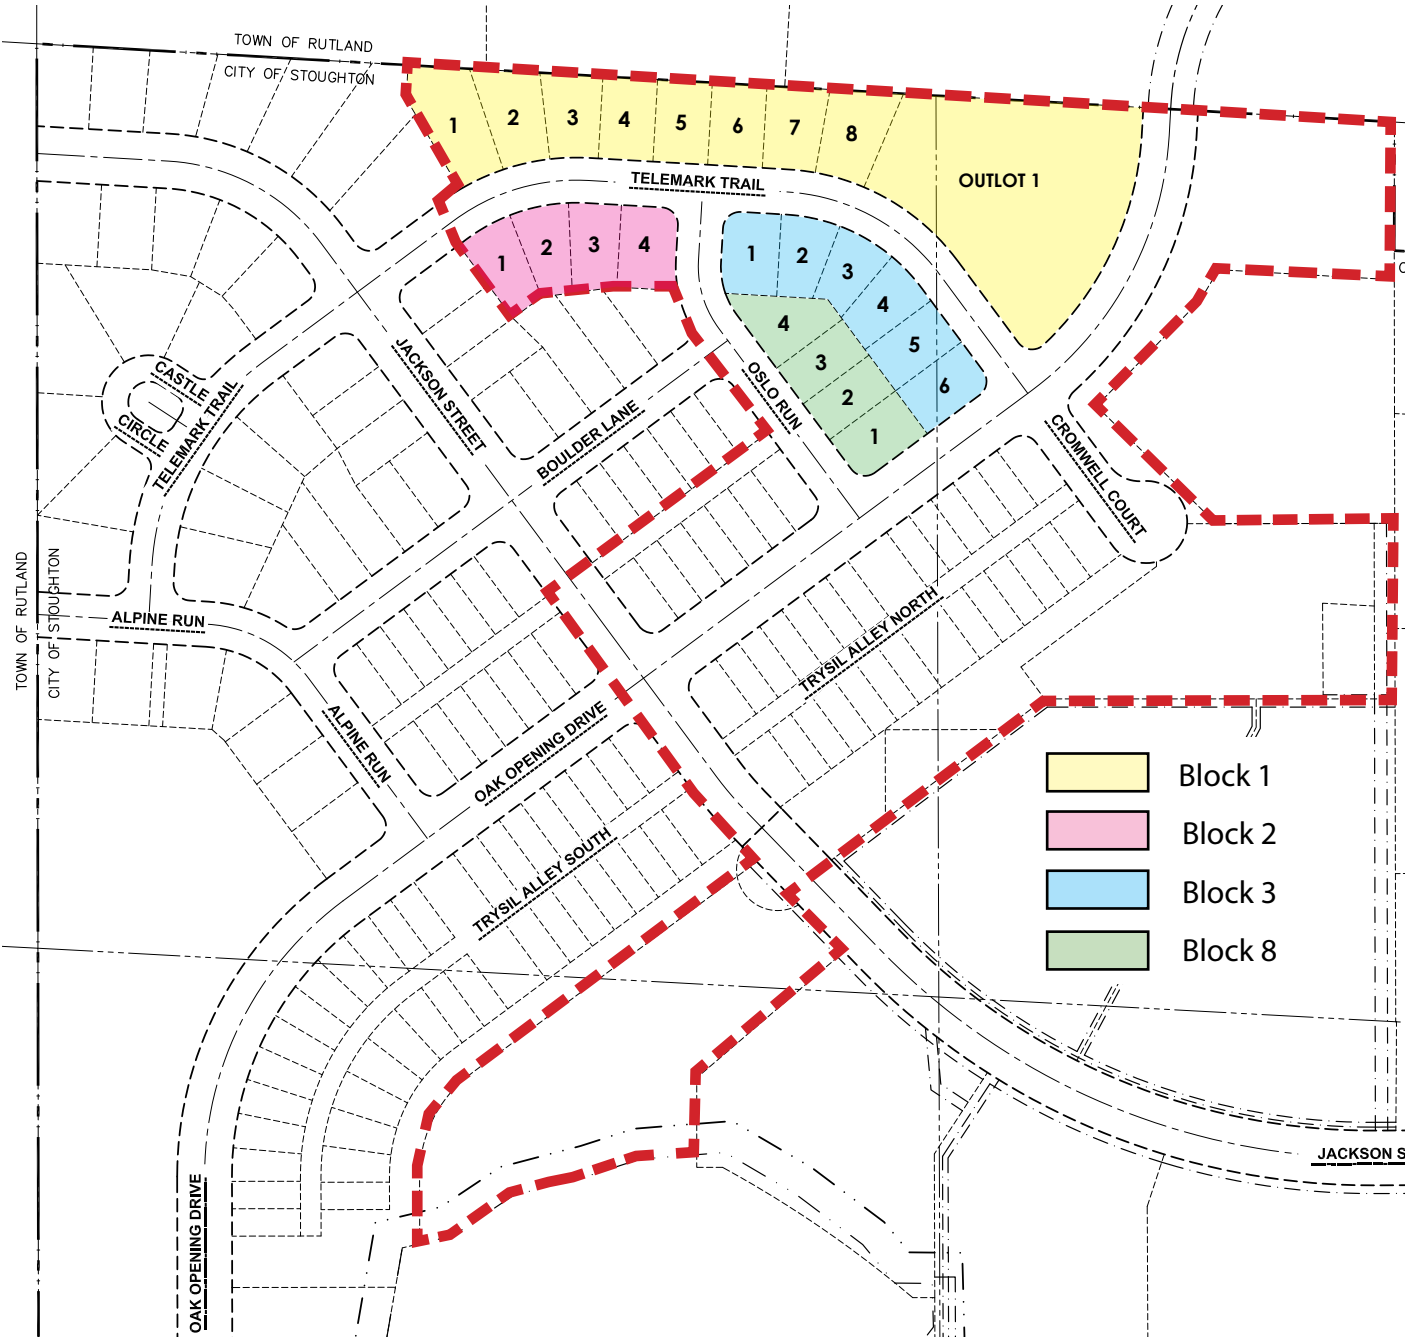 TOWN OF RUTLAND
CITY OF STOUGHTON
1
2
3
4
5
6
7
8
OUTLOT 1
TELEMARK TRAIL
1
2
3
4
1
2
3
4
5
6
4
3
2
1
CASTLE
CIRCLE
TELEMARK TRAIL
JACKSON STREET
BOULDER LANE
OSLO RUN
CROMWELL COURT
TOWN OF RUTLAND
CITY OF STOUGHTON
ALPINE RUN
ALPINE RUN
OAK OPENING DRIVE
TRYSIL ALLEY NORTH
TRYSIL ALLEY SOUTH
Block 1
Block 2
Block 3
Block 8
JACKSON S
OAK OPENING DRIVE